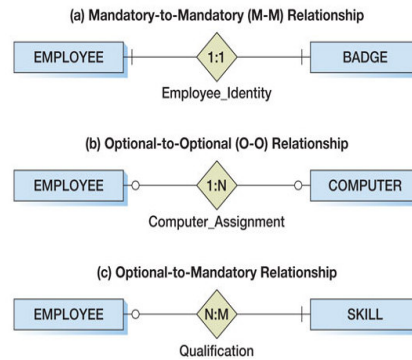 (a) Mandatory-to-Mandatory (M-M) Relationship
EMPLOYEE 1:1 BADGE
Employee_Identity
(b) Optional-to-Optional (O-O) Relationship
EMPLOYEE 1:N COMPUTER
Computer_Assignment
(c) Optional-to-Mandatory Relationship
EMPLOYEE N:M SKILL
Qualification